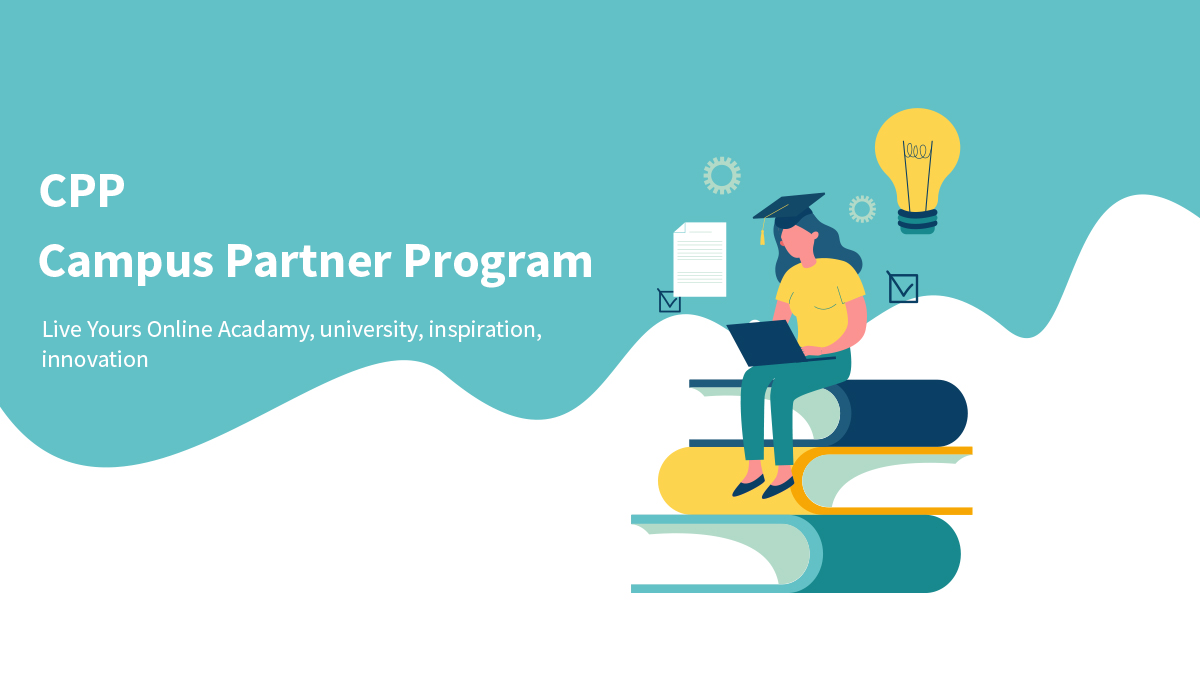 CPP
Campus Partner Program
Live Yours Online Acadamy, university, inspiration,
innovation